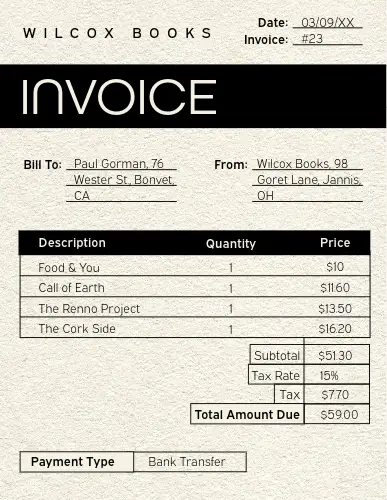 WILCOX BOOKS
Date: 03/09/XX
Invoice: #23
INVOICE
Bill To: Paul Gorman, 76
Wester St, Bonvet,
CA
From: Wilcox Books, 98
Goret Lane, Jannis,
OH
Description Quantity Price
Food & You 1 $10
Call of Earth 1 $11.60
The Renno Project 1 $13.50
The Cork Side 1 $16.20
Subtotal $51.30
Tax Rate 15%
Tax $7.70
Total Amount Due $59.00
Payment Type Bank Transfer